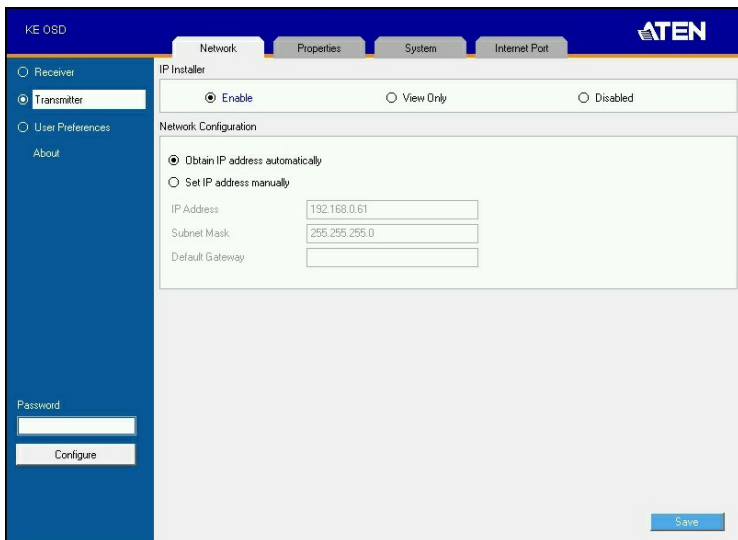 KE OSD
ATEN
Network Properties System Internet Port
Receiver
Transmitter
User Preferences
About
IP Installer
Enable View Only Disabled
Network Configuration
Obtain IP address automatically
Set IP address manually
IP Address 192.168.0.61
Subnet Mask 255.255.255.0
Default Gateway
Password
Configure
Save